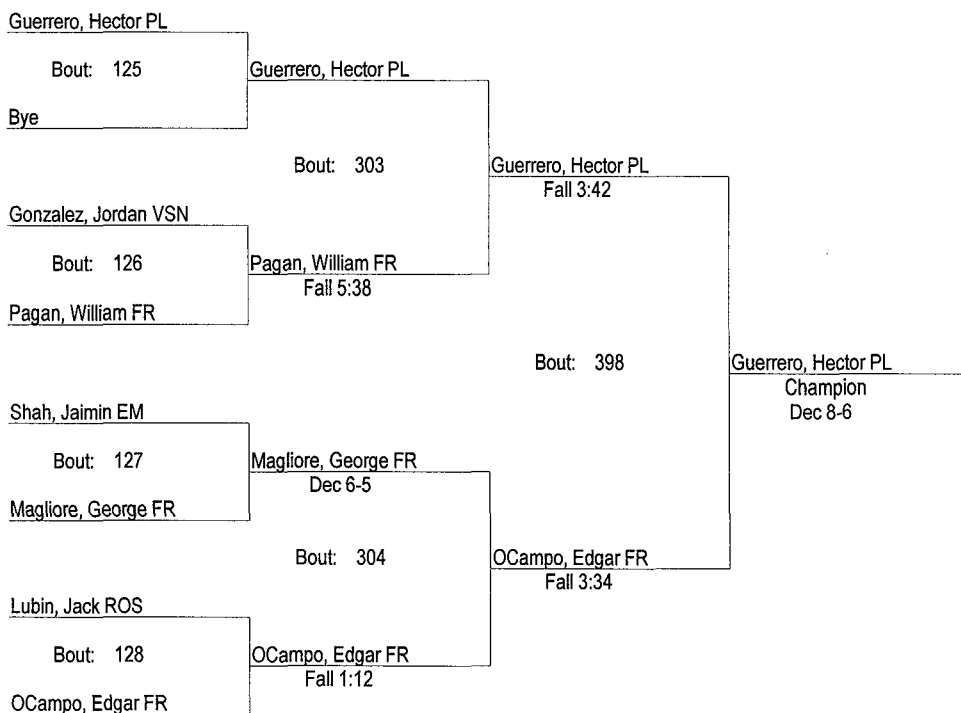 Guerrero, Hector PL
Bout: 125
Bye
Guerrero, Hector PL
Bout: 303
Gonzalez, Jordan VSN
Bout: 126
Pagan, William FR
Pagan, William FR
Fall 5:38
Guerrero, Hector PL
Fall 3:42
Bout: 398
Guerrero, Hector PL
Champion
Dec 8-6
Shah, Jaimin EM
Bout: 127
Magliore, George FR
Magliore, George FR
Dec 6-5
Bout: 304
Lubin, Jack ROS
Bout: 128
OCampo, Edgar FR
OCampo, Edgar FR
Fall 1:12
OCampo, Edgar FR
Fall 3:34